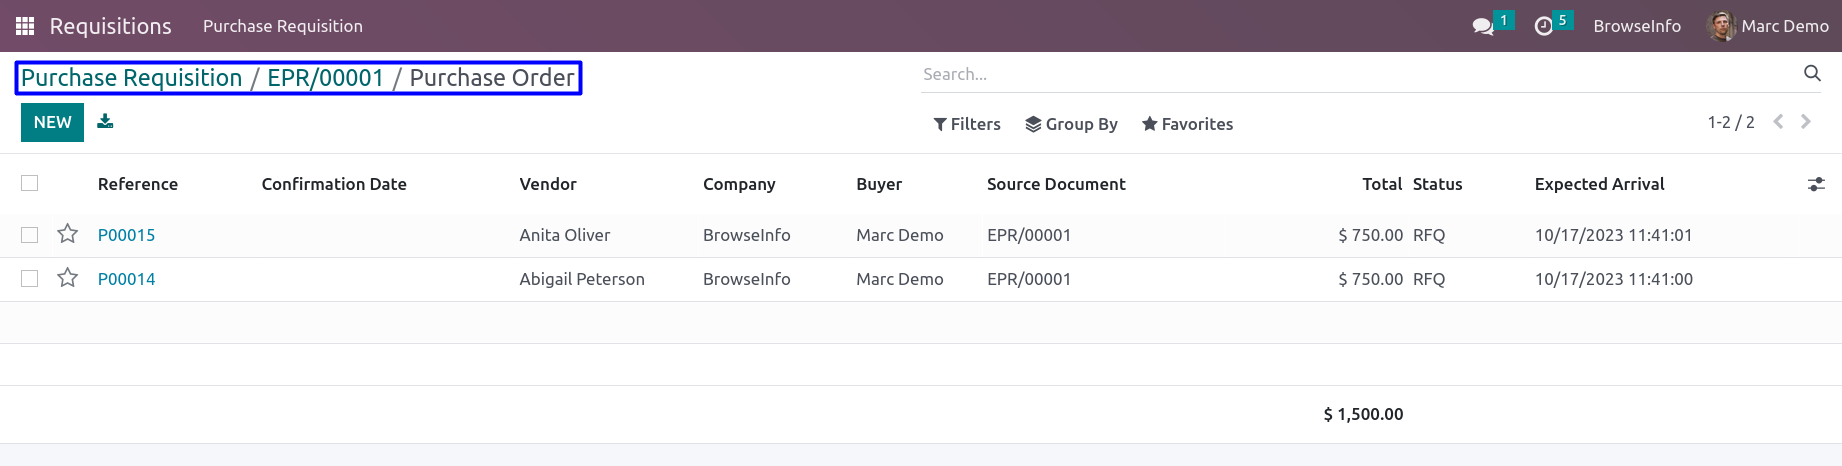 Requisitions Purchase Requisition 1 5 BrowseInfo Marc Demo
Purchase Requisition / EPR/00001 / Purchase Order Search...
NEW Filters Group By Favorites 1-2 / 2
Reference Confirmation Date Vendor Company Buyer Source Document Total Status Expected Arrival
P00015 Anita Oliver BrowseInfo Marc Demo EPR/00001 $ 750.00 RFQ 10/17/2023 11:41:01
P00014 Abigail Peterson BrowseInfo Marc Demo EPR/00001 $ 750.00 RFQ 10/17/2023 11:41:00
$ 1,500.00